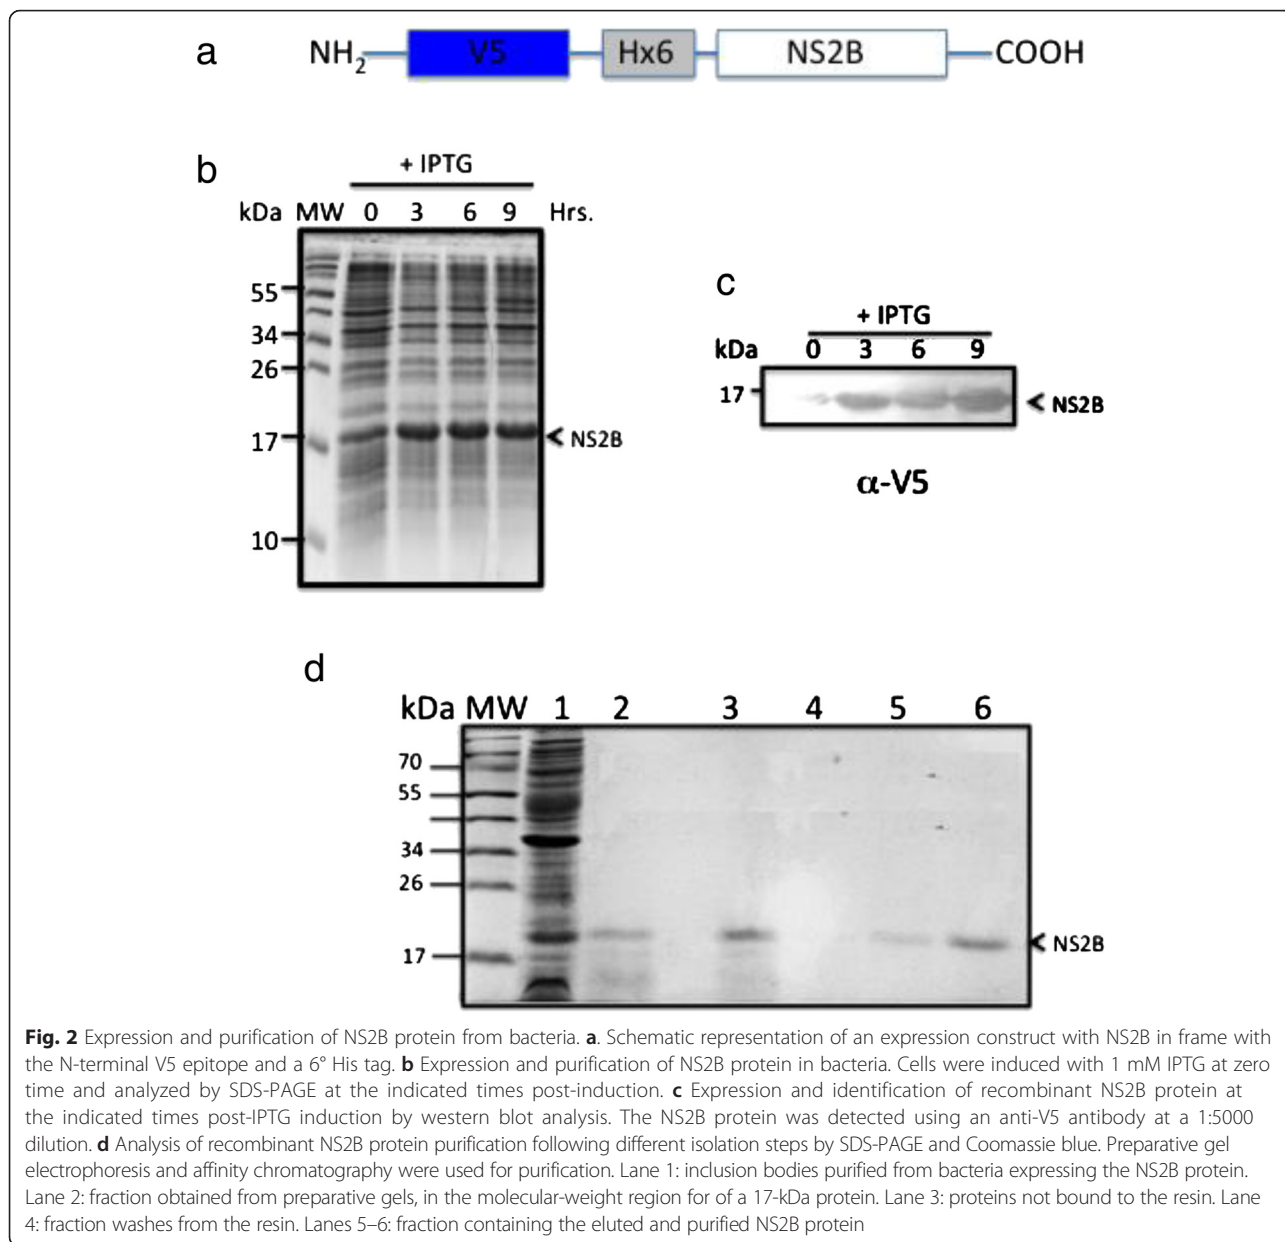 a
NH2 V5 Hx6 NS2B COOH
b
+ IPTG
kDa MW 0 3 6 9 Hrs.
55
34
26
17
10
< NS2B
c
+ IPTG
kDa 0 3 6 9
17
< NS2B
α-V5
d
kDa MW 1 2 3 4 5 6
70
55
34
26
17
< NS2B
Fig. 2 Expression and purification of NS2B protein from bacteria. a. Schematic representation of an expression construct with NS2B in frame with
the N-terminal V5 epitope and a 6° His tag. b Expression and purification of NS2B protein in bacteria. Cells were induced with 1 mM IPTG at zero
time and analyzed by SDS-PAGE at the indicated times post-induction. c Expression and identification of recombinant NS2B protein at
the indicated times post-IPTG induction by western blot analysis. The NS2B protein was detected using an anti-V5 antibody at a 1:5000
dilution. d Analysis of recombinant NS2B protein purification following different isolation steps by SDS-PAGE and Coomassie blue. Preparative gel
electrophoresis and affinity chromatography were used for purification. Lane 1: inclusion bodies purified from bacteria expressing the NS2B protein.
Lane 2: fraction obtained from preparative gels, in the molecular-weight region for of a 17-kDa protein. Lane 3: proteins not bound to the resin. Lane
4: fraction washes from the resin. Lanes 5–6: fraction containing the eluted and purified NS2B protein